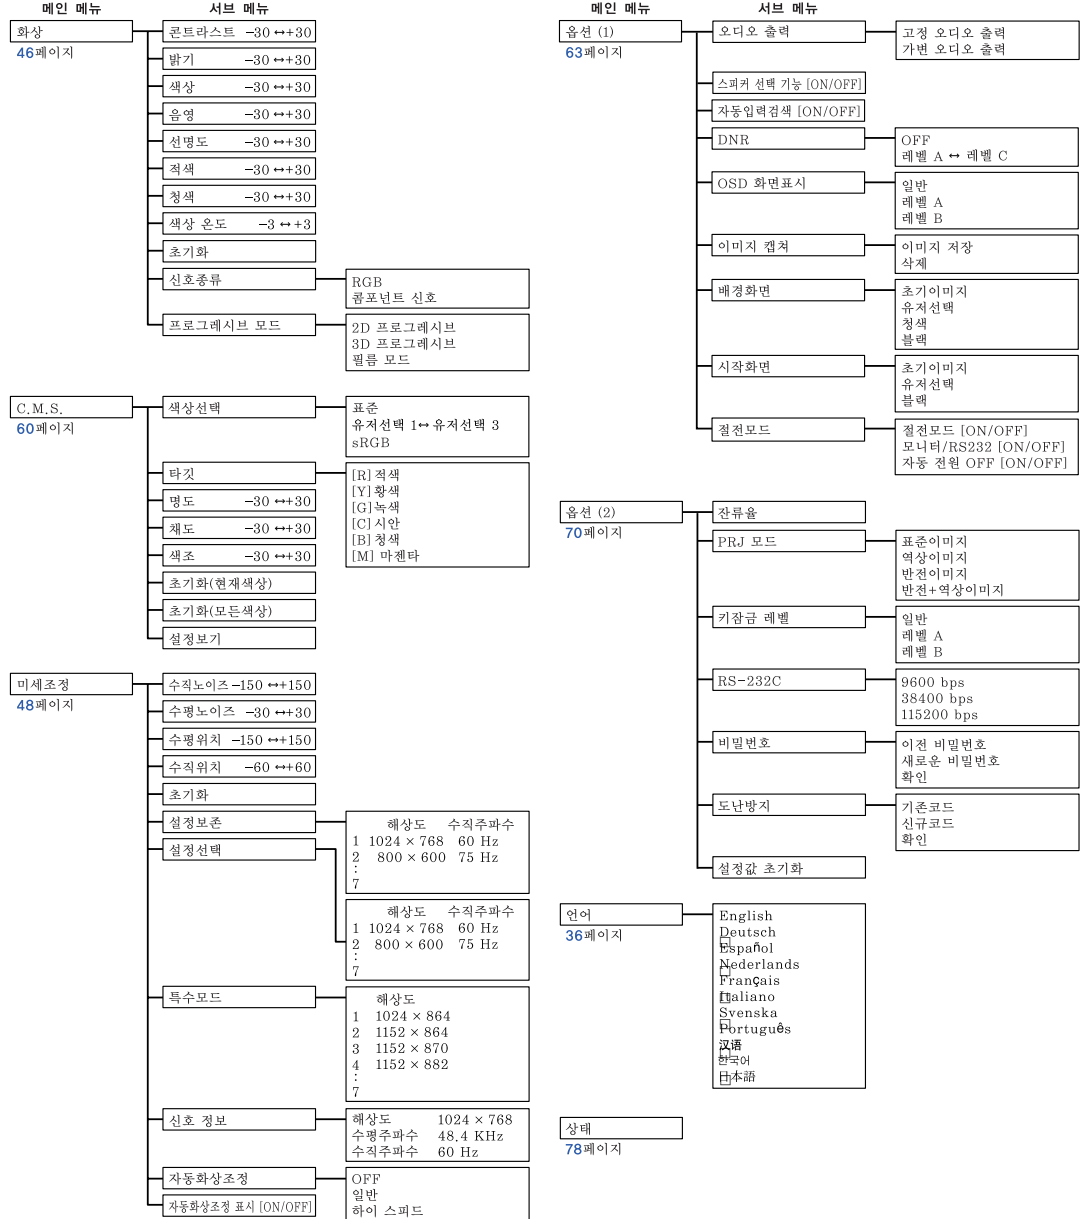 메인 메뉴 서브 메뉴
화상
46페이지
콘트라스트 −30 ↔+30
밝기 −30 ↔+30
색상 −30 ↔+30
음영 −30 ↔+30
선명도 −30 ↔+30
적색 −30 ↔+30
청색 −30 ↔+30
색상 온도 −3 ↔ +3
초기화
신호종류
RGB
콤포넌트 신호
프로그레시브 모드
2D 프로그레시브
3D 프로그레시브
필름 모드
C.M.S.
60페이지
색상선택
표준
유저선택 1↔ 유저선택 3
sRGB
타깃
[R] 적색
[Y] 황색
[G] 녹색
[C] 시안
[B] 청색
[M] 마젠타
명도 −30 ↔+30
채도 −30 ↔+30
색조 −30 ↔+30
초기화(현재색상)
초기화(모든색상)
설정보기
미세조정
48페이지
수직노이즈 −150 ↔+150
수평노이즈 −30 ↔+30
수평위치 −150 ↔+150
수직위치 −60 ↔+60
초기화
설정보존
해상도 수직주파수
1 1024 × 768 60 Hz
2 800 × 600 75 Hz
:
7
설정선택
해상도 수직주파수
1 1024 × 768 60 Hz
2 800 × 600 75 Hz
:
7
특수모드
해상도
1 1024 × 864
2 1152 × 864
3 1152 × 870
4 1152 × 882
:
7
신호 정보
해상도 1024 × 768
수평주파수 48.4 KHz
수직주파수 60 Hz
자동화상조정
OFF
일반
하이 스피드
자동화상조정 표시 [ON/OFF]
메인 메뉴 서브 메뉴
옵션 (1)
63페이지
오디오 출력
고정 오디오 출력
가변 오디오 출력
스피커 선택 기능 [ON/OFF]
자동입력검색 [ON/OFF]
DNR
OFF
레벨 A ↔ 레벨 C
OSD 화면표시
일반
레벨 A
레벨 B
이미지 캡쳐
이미지 저장
삭제
배경화면
초기이미지
유저선택
청색
블랙
시작화면
초기이미지
유저선택
블랙
절전모드
절전모드 [ON/OFF]
모니터/RS232 [ON/OFF]
자동 전원 OFF [ON/OFF]
옵션 (2)
70페이지
잔류율
PRJ 모드
표준이미지
역상이미지
반전이미지
반전+역상이미지
키잠금 레벨
일반
레벨 A
레벨 B
RS−232C
9600 bps
38400 bps
115200 bps
비밀번호
이전 비밀번호
새로운 비밀번호
확인
도난방지
기존코드
신규코드
확인
설정값 초기화
언어
36페이지
English
Deutsch
Español
Nederlands
Français
Italiano
Svenska
Português
汉语
한국어
日本語
상태
78페이지